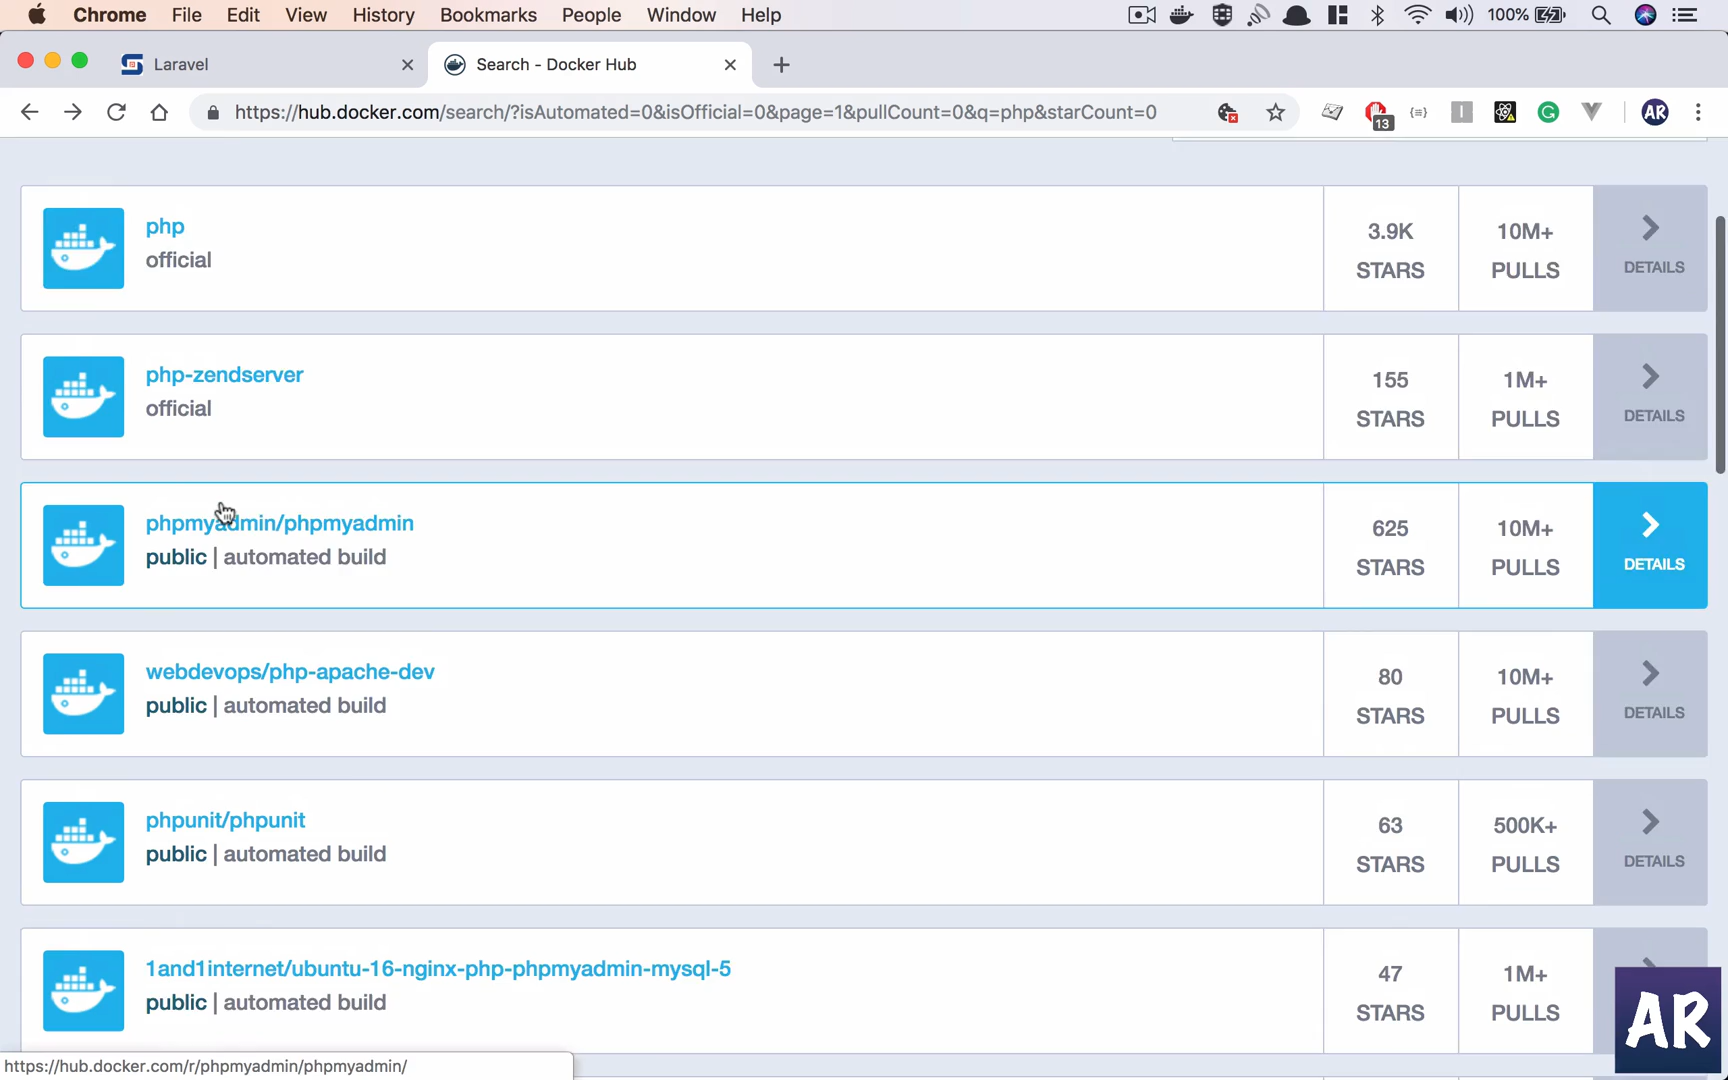 Chrome File Edit View History Bookmarks People Window Help 100%
Laravel Search - Docker Hub
https://hub.docker.com/search/?isAutomated=0&isOfficial=0&page=1&pullCount=0&q=php&starCount=0 13 AR
php
official
3.9K
STARS
10M+
PULLS
DETAILS
php-zendserver
official
155
STARS
1M+
PULLS
DETAILS
phpmyadmin/phpmyadmin
public | automated build
625
STARS
10M+
PULLS
DETAILS
webdevops/php-apache-dev
public | automated build
80
STARS
10M+
PULLS
DETAILS
phpunit/phpunit
public | automated build
63
STARS
500K+
PULLS
DETAILS
1and1internet/ubuntu-16-nginx-php-phpmyadmin-mysql-5
public | automated build
47
STARS
1M+
PULLS
AR
https://hub.docker.com/r/phpmyadmin/phpmyadmin/